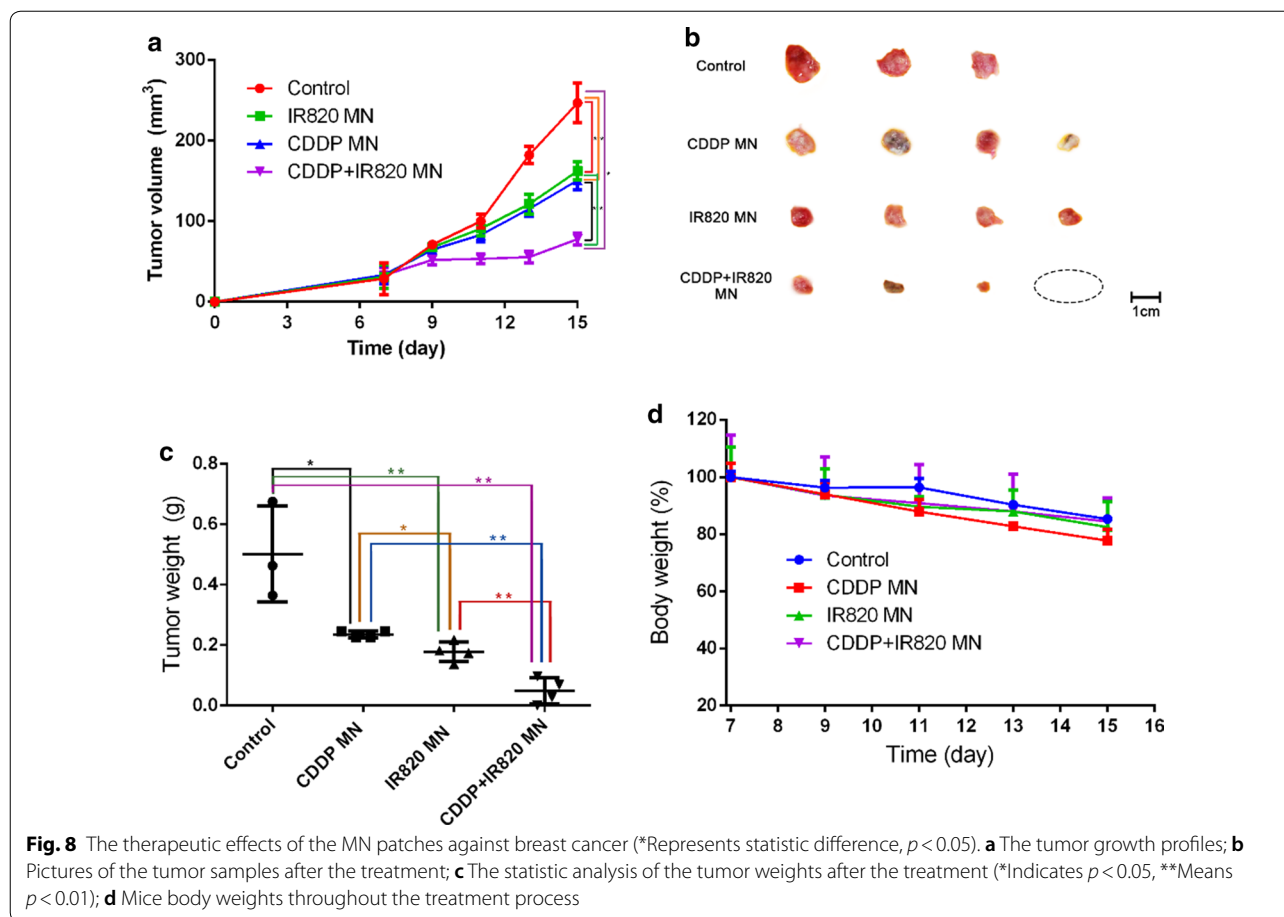 a
Tumor volume (mm³)
300
200
100
0
0 3 6 9 12 15
Time (day)
Control
IR820 MN
CDDP MN
CDDP+IR820 MN
b
Control
CDDP MN
IR820 MN
CDDP+IR820
MN
1cm
c
Tumor weight (g)
0.8
0.6
0.4
0.2
0.0
*
**
**
*
**
**
Control
CDDP MN
IR820 MN
CDDP+IR820 MN
d
Body weight (%)
120
100
80
60
40
20
7 8 9 10 11 12 13 14 15 16
Time (day)
Control
CDDP MN
IR820 MN
CDDP+IR820 MN
Fig. 8 The therapeutic effects of the MN patches against breast cancer (*Represents statistic difference, p < 0.05). a The tumor growth profiles; b
Pictures of the tumor samples after the treatment; c The statistic analysis of the tumor weights after the treatment (*Indicates p < 0.05, **Means
p < 0.01); d Mice body weights throughout the treatment process